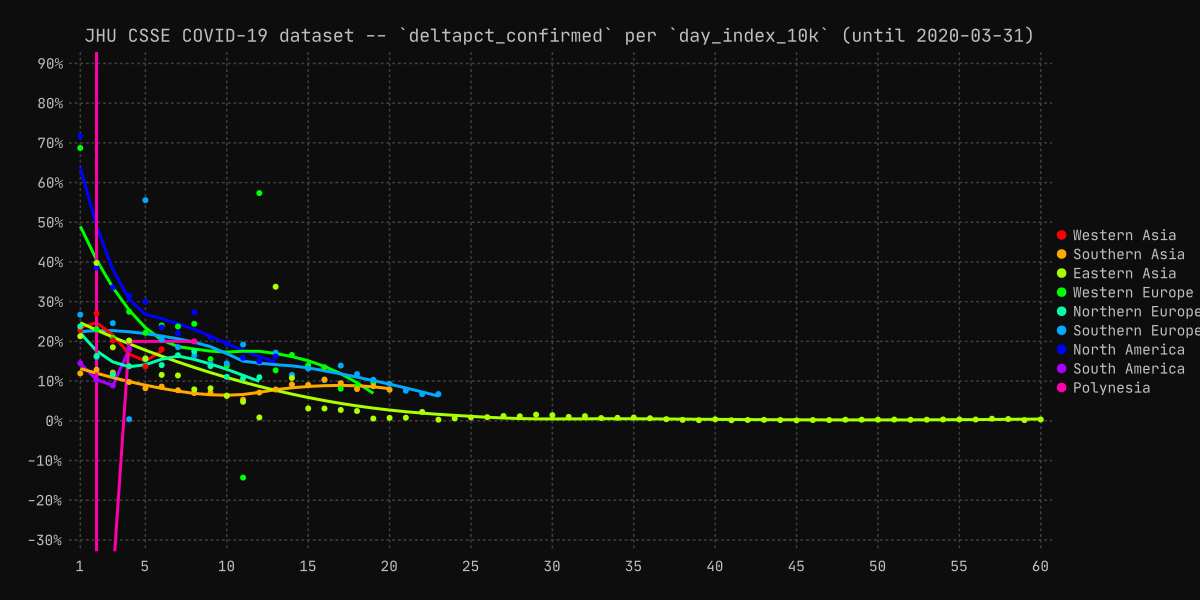 JHU CSSE COVID-19 dataset -- `deltapct_confirmed` per `day_index_10k` (until 2020-03-31)
90%
80%
70%
60%
50%
40%
30%
20%
10%
0%
-10%
-20%
-30%
1 5 10 15 20 25 30 35 40 45 50 55 60
Western Asia
Southern Asia
Eastern Asia
Western Europe
Northern Europe
Southern Europe
North America
South America
Polynesia